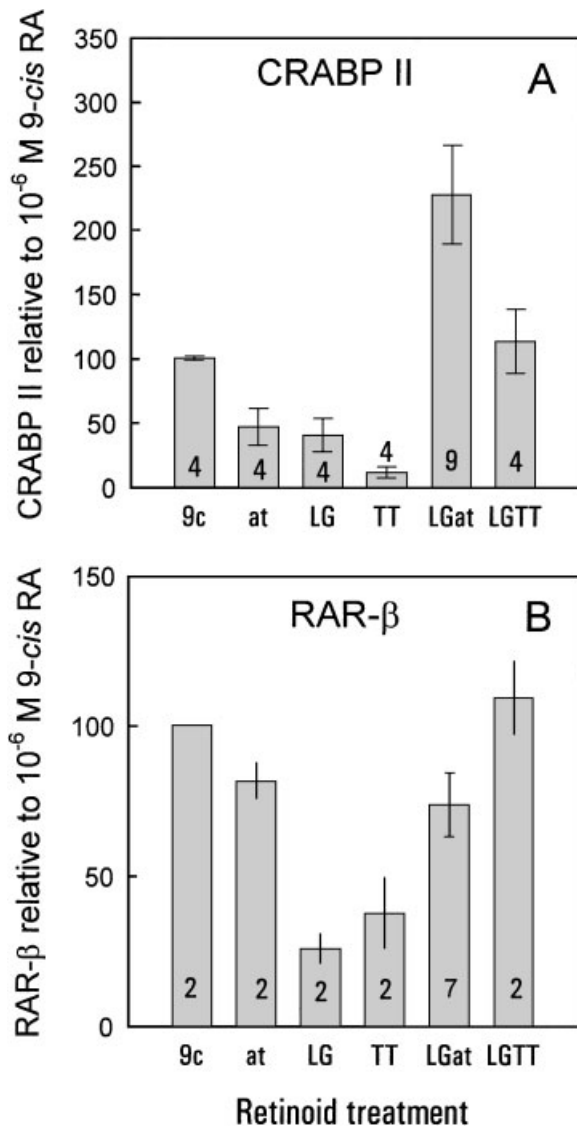 CRABP II relative to 10⁻⁶ M 9-cis RA
350
300
250
200
150
100
50
0
CRABP II
A
4
4
4
4
9
4
9c at LG TT LGat LGTT
RAR-β relative to 10⁻⁶ M 9-cis RA
150
100
50
0
RAR-β
B
2
2
2
2
7
2
9c at LG TT LGat LGTT
Retinoid treatment